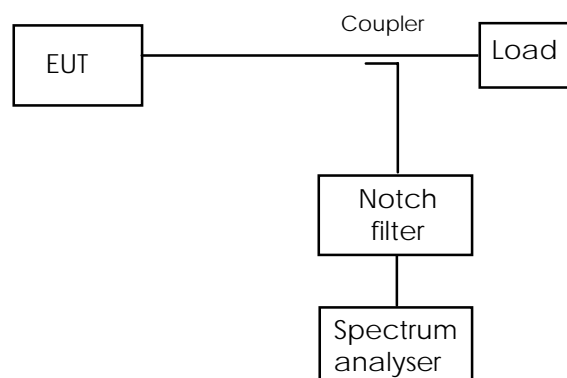 Coupler
EUT
Load
Notch
filter
Spectrum
analyser